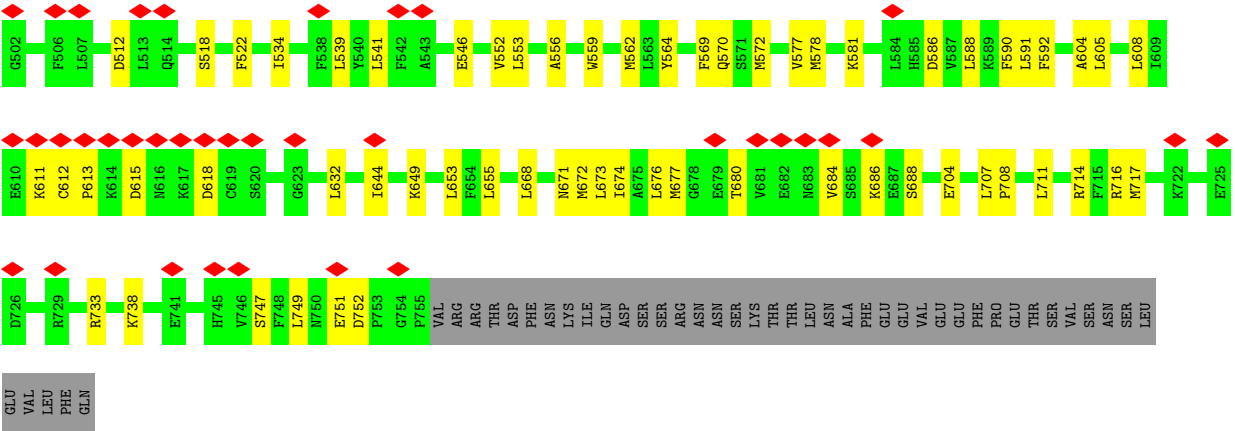 G502 F506 L507 D512 L513 Q514 S518 F522 I534 F538 L539 Y540 L541 F542 A543 E546 V552 L553 A556 W559 M562 L563 Y564 F569 Q570 S571 M572 V577 M578 K581 L584 H585 D586 V587 L588 K589 F590 L591 F592 A604 L605 L608 I609
E610 K611 C612 P613 K614 D615 N616 K617 D618 C619 S620 G623 L632 I644 K649 L653 F654 L655 L668 N671 M672 L673 I674 A675 L676 M677 G678 E679 T680 V681 E682 N683 V684 S685 K686 E687 S688 E704 L707 P708 L711 R714 F715 R716 M717 K722 E725
D726 R729 R733 K738 E741 H745 V746 S747 F748 L749 N750 E751 D752 P753 G754 P755 VAL ARG ARG THR ASP PHE ASN LYS ILE GLN ASP SER SER ARG ASN ASN SER LYS THR THR LEU ASN ALA PHE GLU GLU VAL GLU GLU PHE PRO GLU THR SER VAL SER ASN SER LEU
GLU VAL LEU PHE GLN